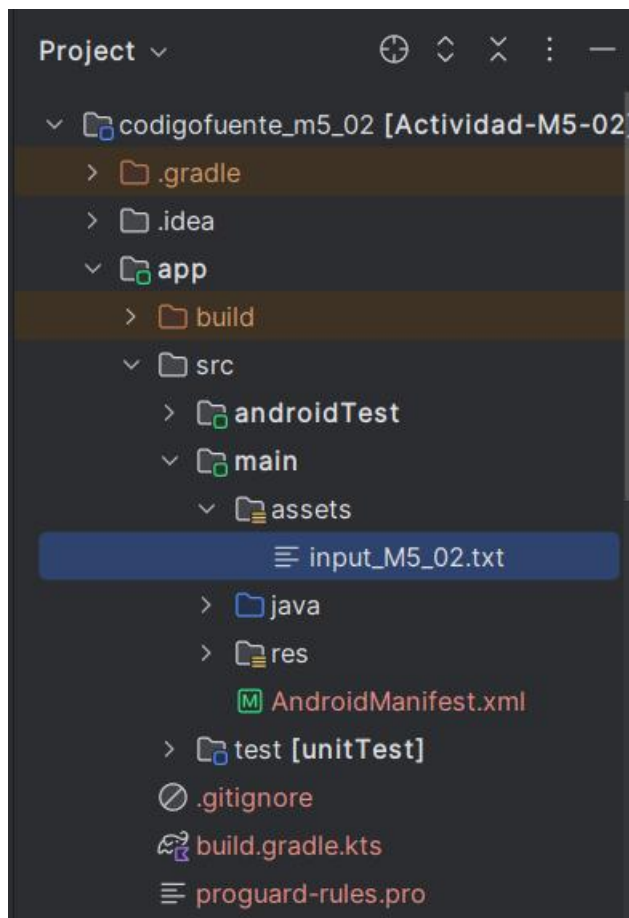 Project
codigofuente_m5_02 [Actividad-M5-02]
.gradle
.idea
app
build
src
androidTest
main
assets
input_M5_02.txt
java
res
AndroidManifest.xml
test [unitTest]
.gitignore
build.gradle.kts
proguard-rules.pro